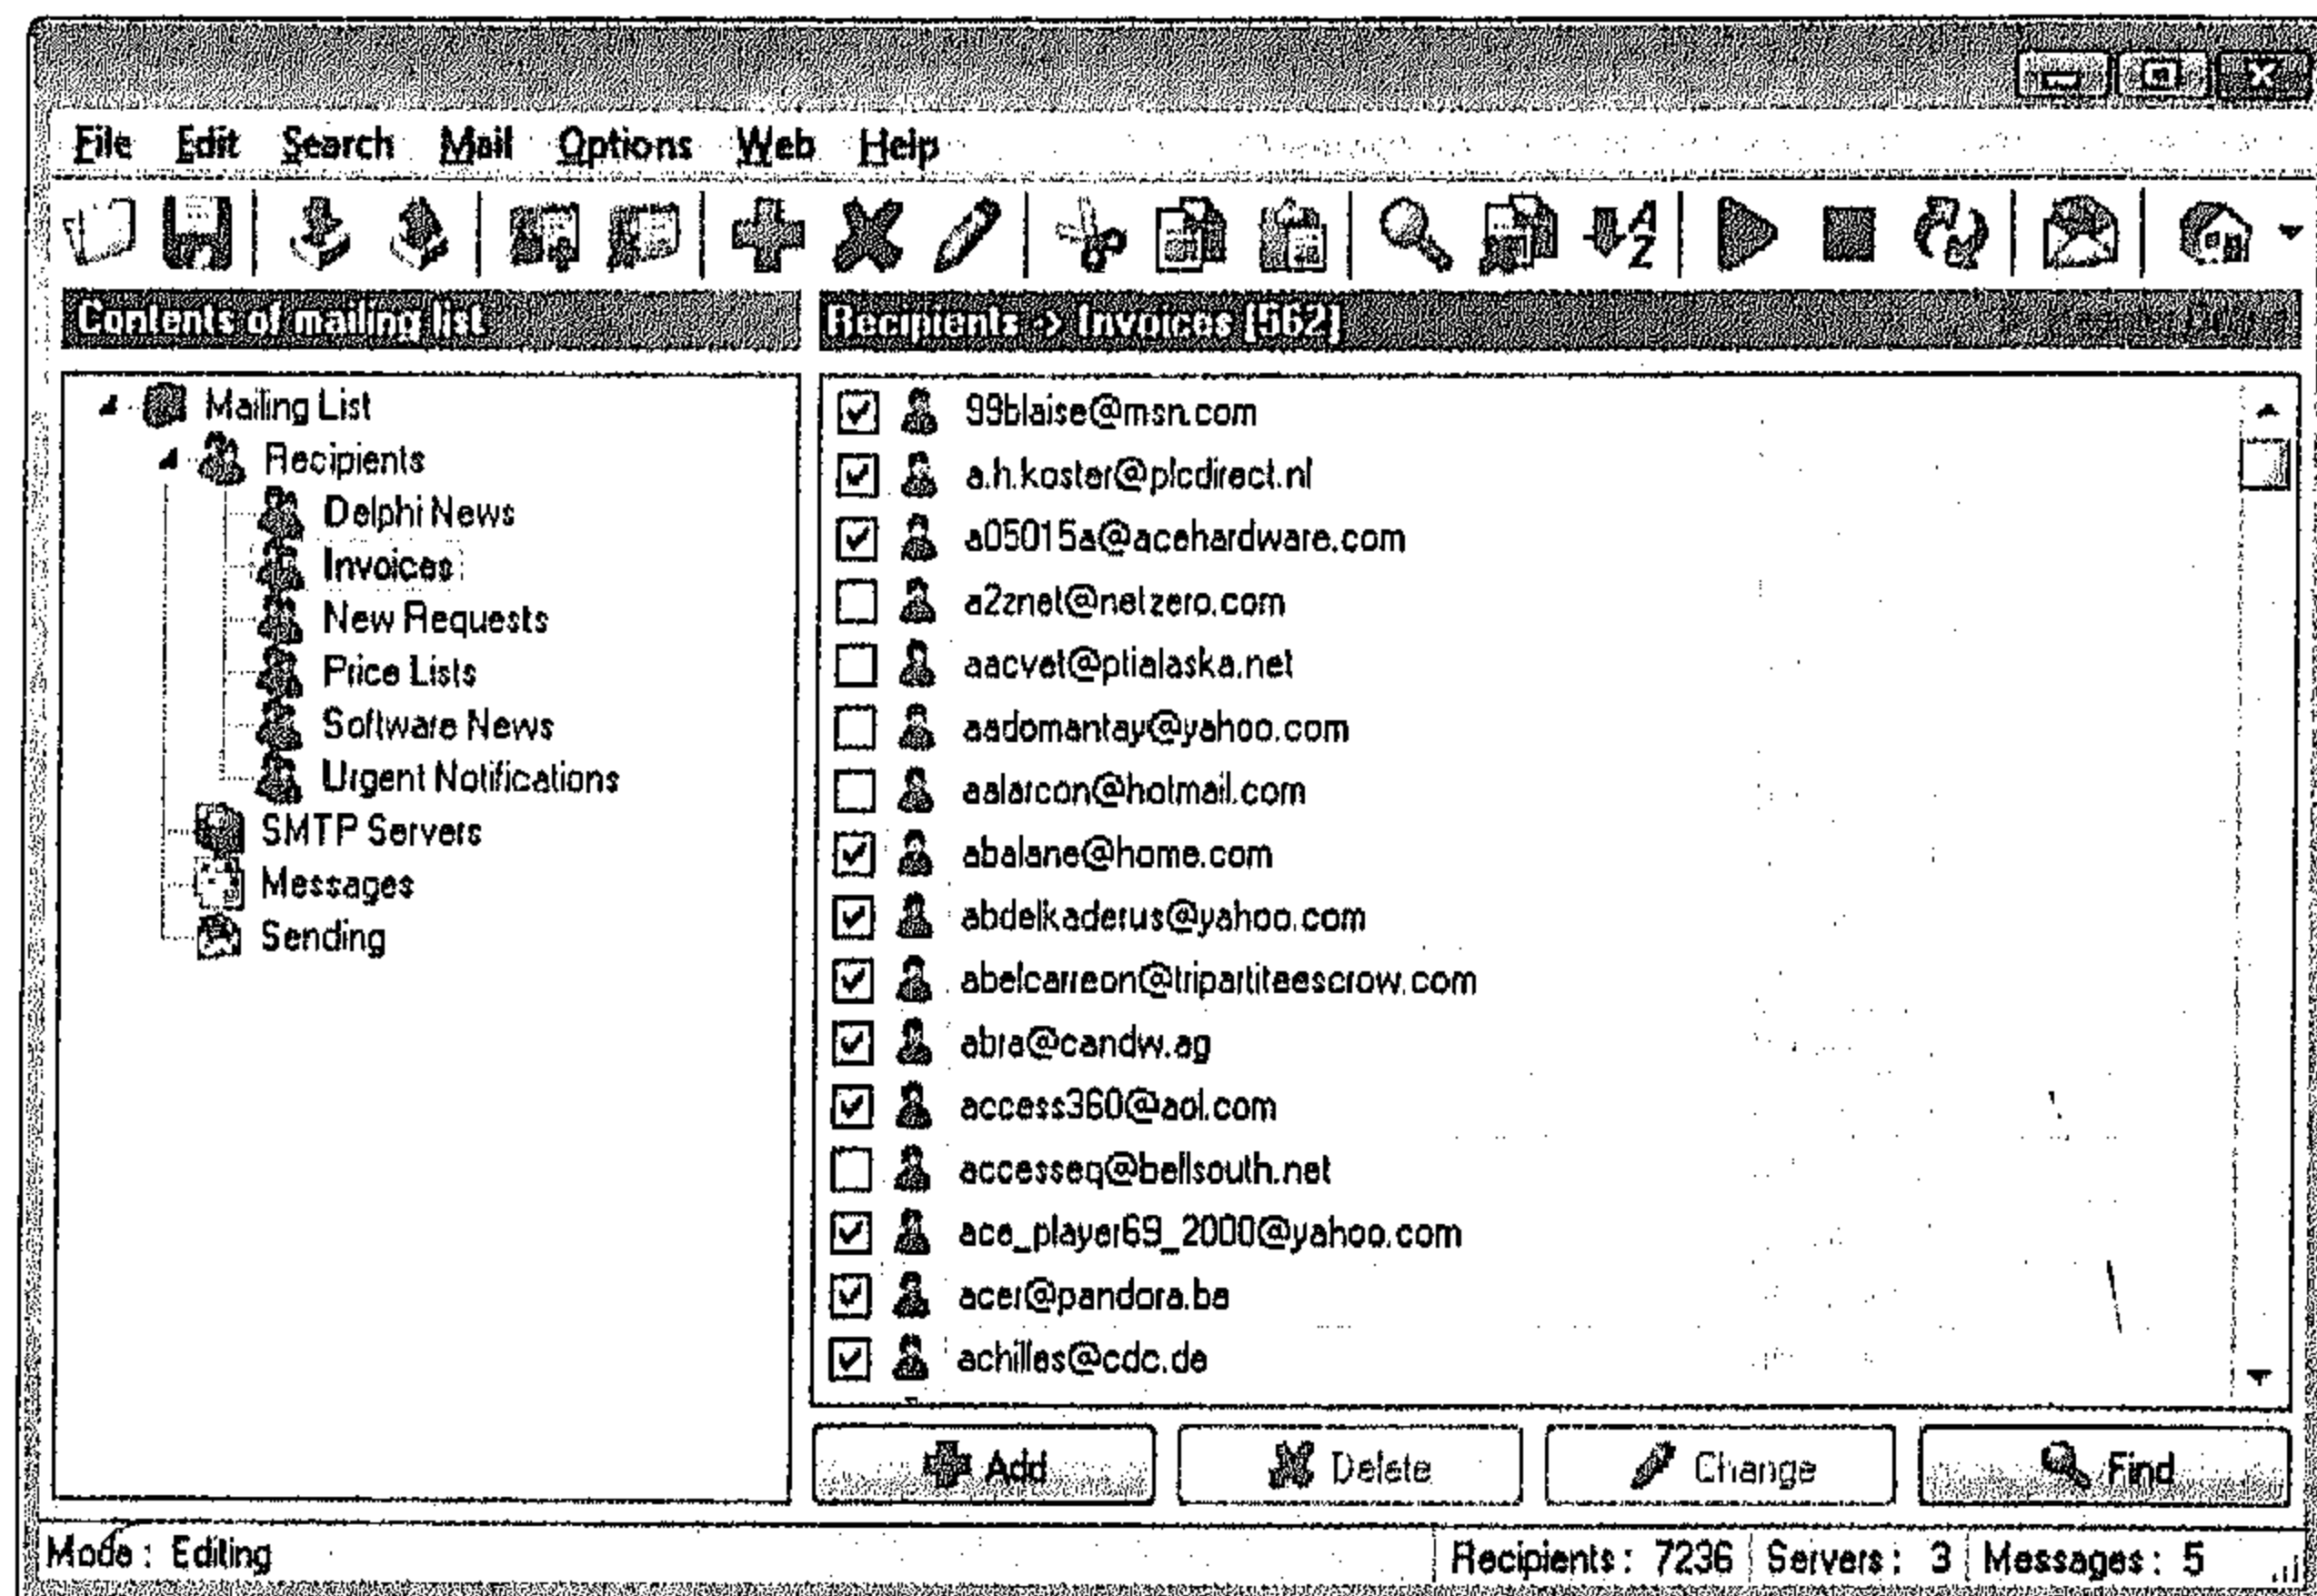 File Edit Search Mail Options Web Help
Contents of mailing list
Recipients -> Invoices [562]
Mailing List
Recipients
Delphi News
Invoices
New Requests
Price Lists
Software News
Urgent Notifications
SMTP Servers
Messages
Sending
99blaise@msn.com
a.h.koster@plcdirect.nl
a05015a@acehardware.com
a2znet@netzero.com
aacvet@ptialaska.net
aadomantay@yahoo.com
aalarcon@hotmail.com
abalane@home.com
abdelkaderus@yahoo.com
abelcarreon@tripartiteescrow.com
abra@candw.ag
access360@aol.com
accesseq@bellsouth.net
ace_player69_2000@yahoo.com
acer@pandora.be
achilles@cdc.de
Add Delete Change Find
Mode : Editing
Recipients : 7236 Servers : 3 Messages : 5